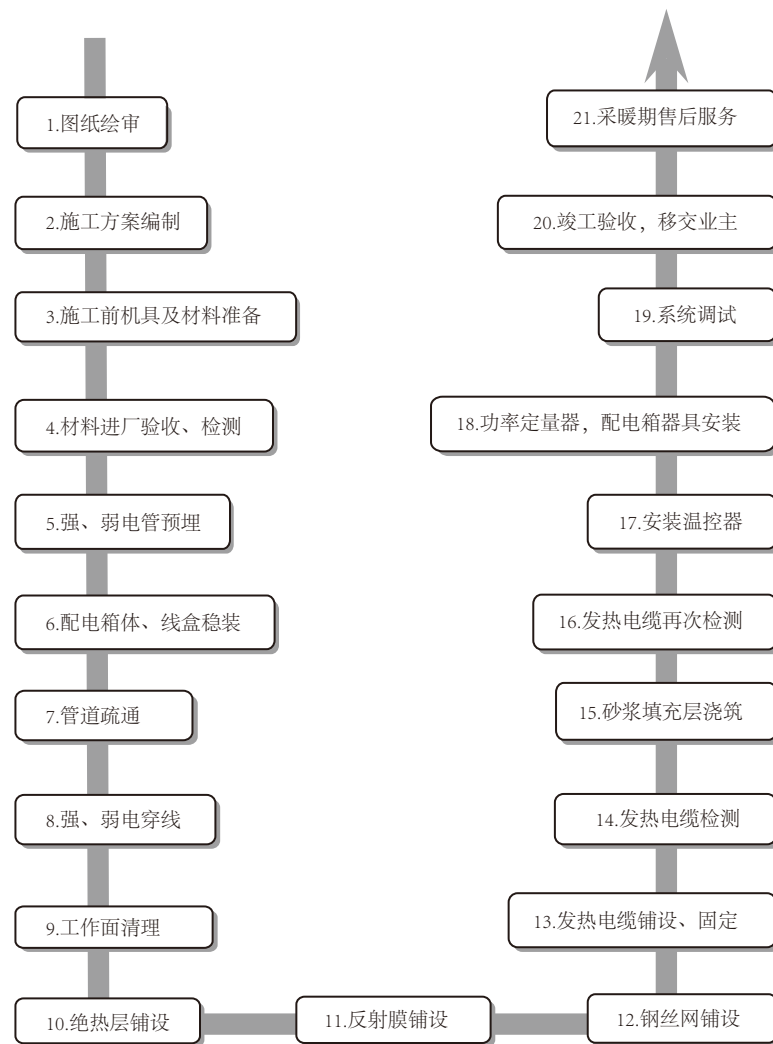 1.图纸绘审
2.施工方案编制
3.施工前机具及材料准备
4.材料进厂验收、检测
5.强、弱电管预埋
6.配电箱体、线盒稳装
7.管道疏通
8.强、弱电穿线
9.工作面清理
10.绝热层铺设
11.反射膜铺设
12.钢丝网铺设
13.发热电缆铺设、固定
14.发热电缆检测
15.砂浆填充层浇筑
16.发热电缆再次检测
17.安装温控器
18.功率定量器，配电箱器具安装
19.系统调试
20.竣工验收，移交业主
21.采暖期售后服务